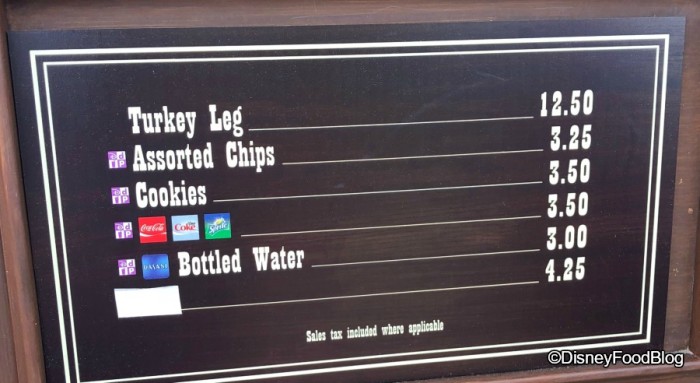 Turkey Leg 12.50
Assorted Chips 3.25
Cookies 3.50
Coca-Cola Coke Sprite 3.50
DASANI Bottled Water 3.00
4.25
Sales tax included where applicable
©DisneyFoodBlog